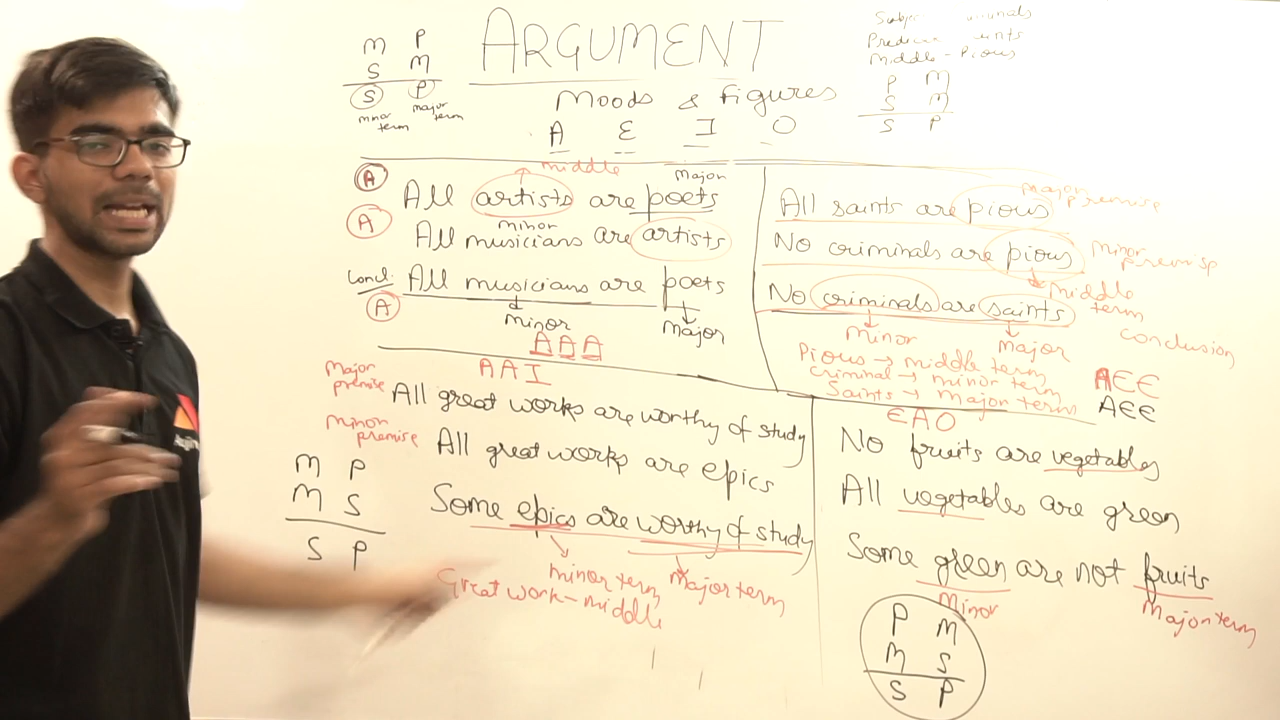 ARGUMENT
Moods & figures
A E I O
M P
S M
S P
minor term
major term
Middle - Pious
P M
S M
S P
middle
major
A All artists are poets
minor
A All musicians are artists
Concl. All musicians are poets
A
minor
major
AAA
major premise
All saints are pious
No criminals are pious
minor premise
middle term
No criminals are saints
minor
major
conclusion
Pious → middle term
Criminal → minor term
Saints → major term
AEE
AEE
AAI
Major premise
All great works are worthy of study
minor premise
All great works are epics
Some epics are worthy of study
minor term
Major term
Great work - middle
M P
M S
S P
EAO
No fruits are vegetables
All vegetables are green
Some green are not fruits
Minor
Major term
P M
M S
S P